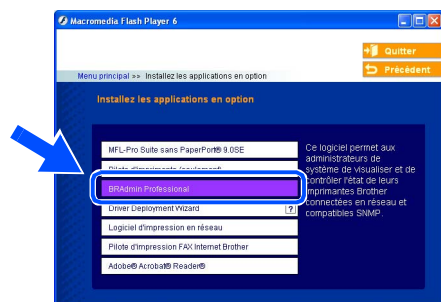 Macromedia Flash Player 6
Quitter
Précédent
Menu principal »» Installez les applications en option
Installez les applications en option
MFL-Pro Suite sans PaperPort® 9.0SE
Pilote d'imprimante (seulement)
BRAdmin Professional
Driver Deployment Wizard ?
Logiciel d'impression en réseau
Pilote d'impression FAX Internet Brother
Adobe® Acrobat® Reader®
Ce logiciel permet aux
administrateurs de
système de visualiser et de
contrôler l'état de leurs
imprimantes Brother
connectées en réseau et
compatibles SNMP.